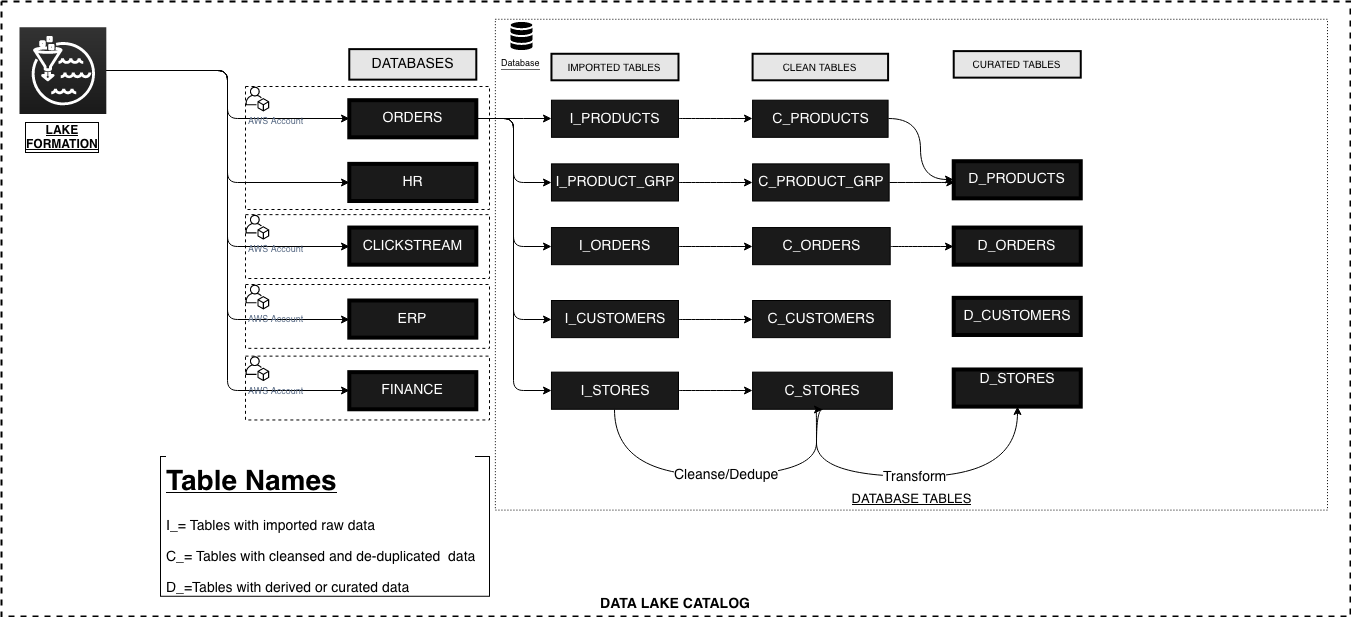 LAKE
FORMATION
DATABASES
AWS Account
ORDERS
HR
AWS Account
CLICKSTREAM
AWS Account
ERP
AWS Account
FINANCE
Database
IMPORTED TABLES
CLEAN TABLES
CURATED TABLES
I_PRODUCTS
C_PRODUCTS
I_PRODUCT_GRP
C_PRODUCT_GRP
D_PRODUCTS
I_ORDERS
C_ORDERS
D_ORDERS
I_CUSTOMERS
C_CUSTOMERS
D_CUSTOMERS
I_STORES
C_STORES
D_STORES
Cleanse/Dedupe
Transform
DATABASE TABLES
Table Names
I_= Tables with imported raw data
C_= Tables with cleansed and de-duplicated  data
D_=Tables with derived or curated data
DATA LAKE CATALOG